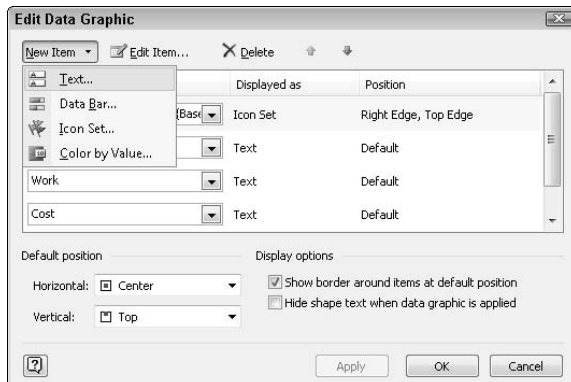 Edit Data Graphic
New Item Edit Item... Delete
Text...
Data Bar...
Icon Set...
Color by Value...
Displayed as Position
(Base Icon Set Right Edge, Top Edge
Text Default
Work Text Default
Cost Text Default
Default position Display options
Horizontal: Center Show border around items at default position
Vertical: Top Hide shape text when data graphic is applied
? Apply OK Cancel